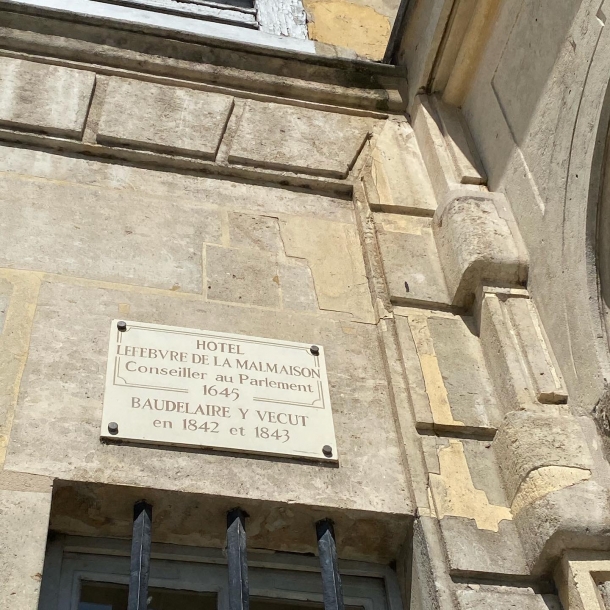 HOTEL
LEFEBVRE DE LA MALMAISON
Conseiller au Parlement
1645
BAUDELAIRE Y VECUT
en 1842 et 1843